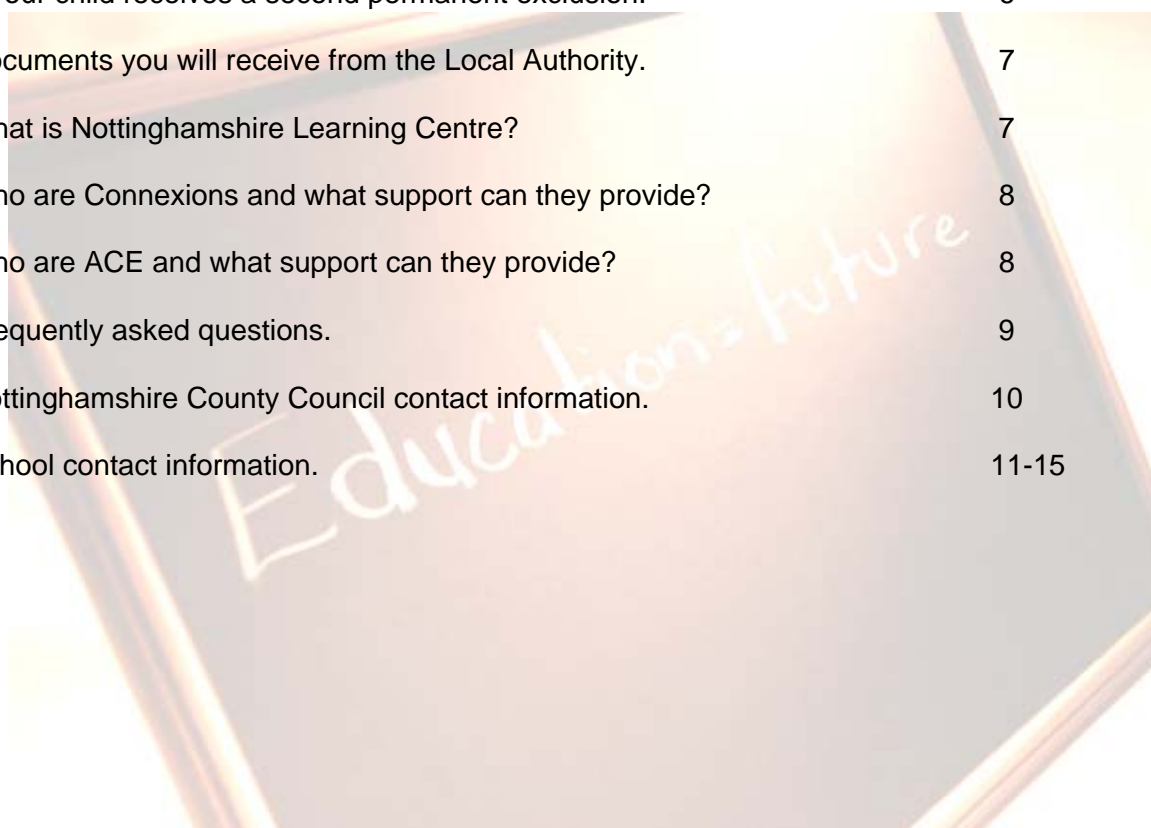 our child receives a second permanent exclusion.
ocuments you will receive from the Local Authority. 7
hat is Nottinghamshire Learning Centre? 7
ho are Connexions and what support can they provide? 8
ho are ACE and what support can they provide? 8
equently asked questions. 9
ottinghamshire County Council contact information. 10
hool contact information. 11-15
Education = future